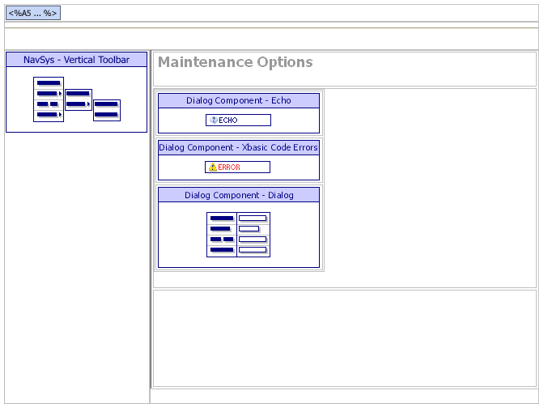 <%A5 ... %>
NavSys - Vertical Toolbar
Maintenance Options
Dialog Component - Echo
ECHO
Dialog Component - Xbasic Code Errors
ERROR
Dialog Component - Dialog